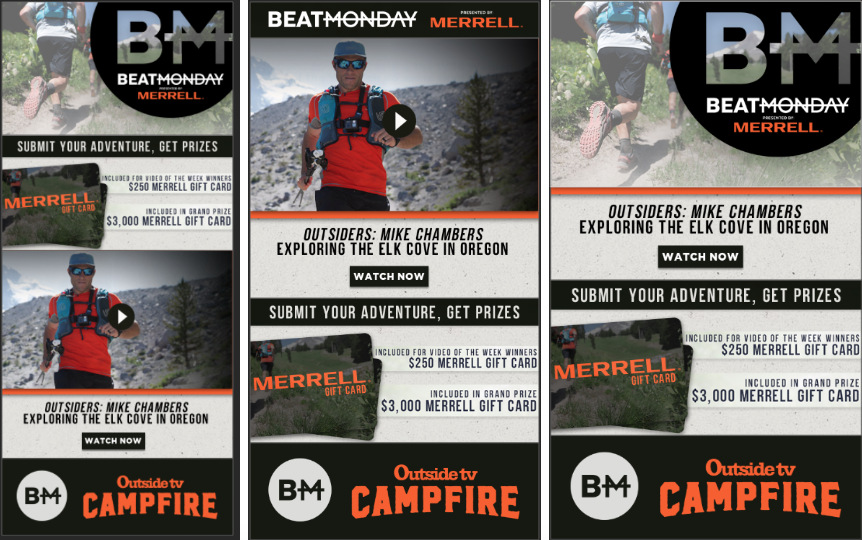 BM
BEATMONDAY
PRESENTED BY
MERRELL
SUBMIT YOUR ADVENTURE, GET PRIZES
MERRELL
GIFT CARD
INCLUDED FOR VIDEO OF THE WEEK WINNERS
$250 MERRELL GIFT CARD
INCLUDED IN GRAND PRIZE
$3,000 MERRELL GIFT CARD
OUTSIDERS: MIKE CHAMBERS
EXPLORING THE ELK COVE IN OREGON
WATCH NOW
BM
Outside tv
CAMPFIRE
BEATMONDAY
PRESENTED BY
MERRELL
OUTSIDERS: MIKE CHAMBERS
EXPLORING THE ELK COVE IN OREGON
WATCH NOW
SUBMIT YOUR ADVENTURE, GET PRIZES
MERRELL
GIFT CARD
INCLUDED FOR VIDEO OF THE WEEK WINNERS
$250 MERRELL GIFT CARD
INCLUDED IN GRAND PRIZE
$3,000 MERRELL GIFT CARD
BM
Outside tv
CAMPFIRE
BM
BEATMONDAY
PRESENTED BY
MERRELL
OUTSIDERS: MIKE CHAMBERS
EXPLORING THE ELK COVE IN OREGON
WATCH NOW
SUBMIT YOUR ADVENTURE, GET PRIZES
MERRELL
GIFT CARD
INCLUDED FOR VIDEO OF THE WEEK WINNERS
$250 MERRELL GIFT CARD
INCLUDED IN GRAND PRIZE
$3,000 MERRELL GIFT CARD
BM
Outside tv
CAMPFIRE